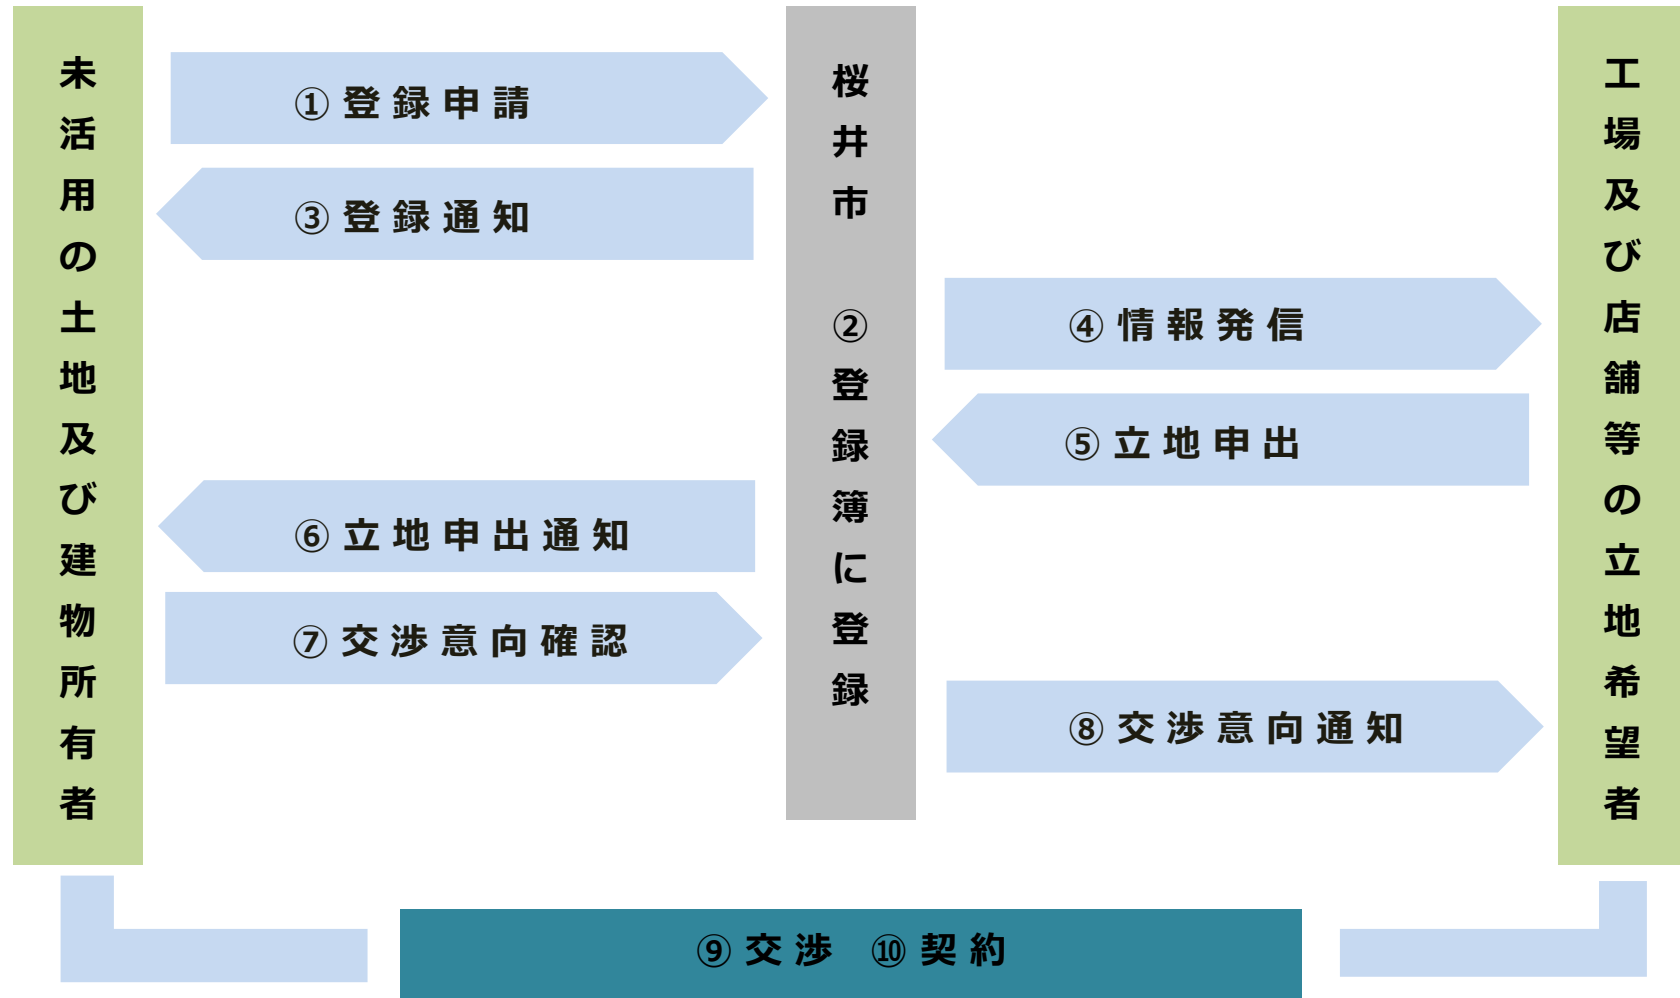 未活用の土地及び建物所有者
①登録申請
③登録通知
⑥立地申出通知
⑦交渉意向確認
桜井市　②登録簿に登録
④情報発信
⑤立地申出
⑧交渉意向通知
工場及び店舗等の立地希望者
⑨交渉　⑩契約